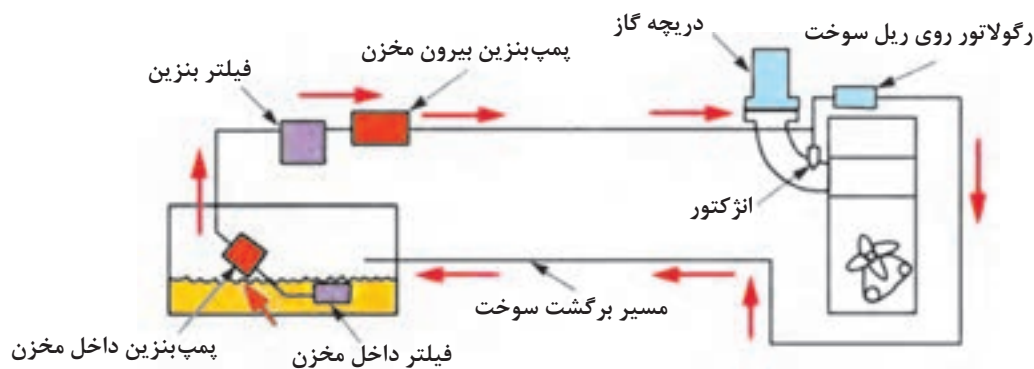 رگولاتور روی ریل سوخت
دریچه گاز
پمپ‌بنزین بیرون مخزن
فیلتر بنزین
انژکتور
مسیر برگشت سوخت
فیلتر داخل مخزن
پمپ‌بنزین داخل مخزن